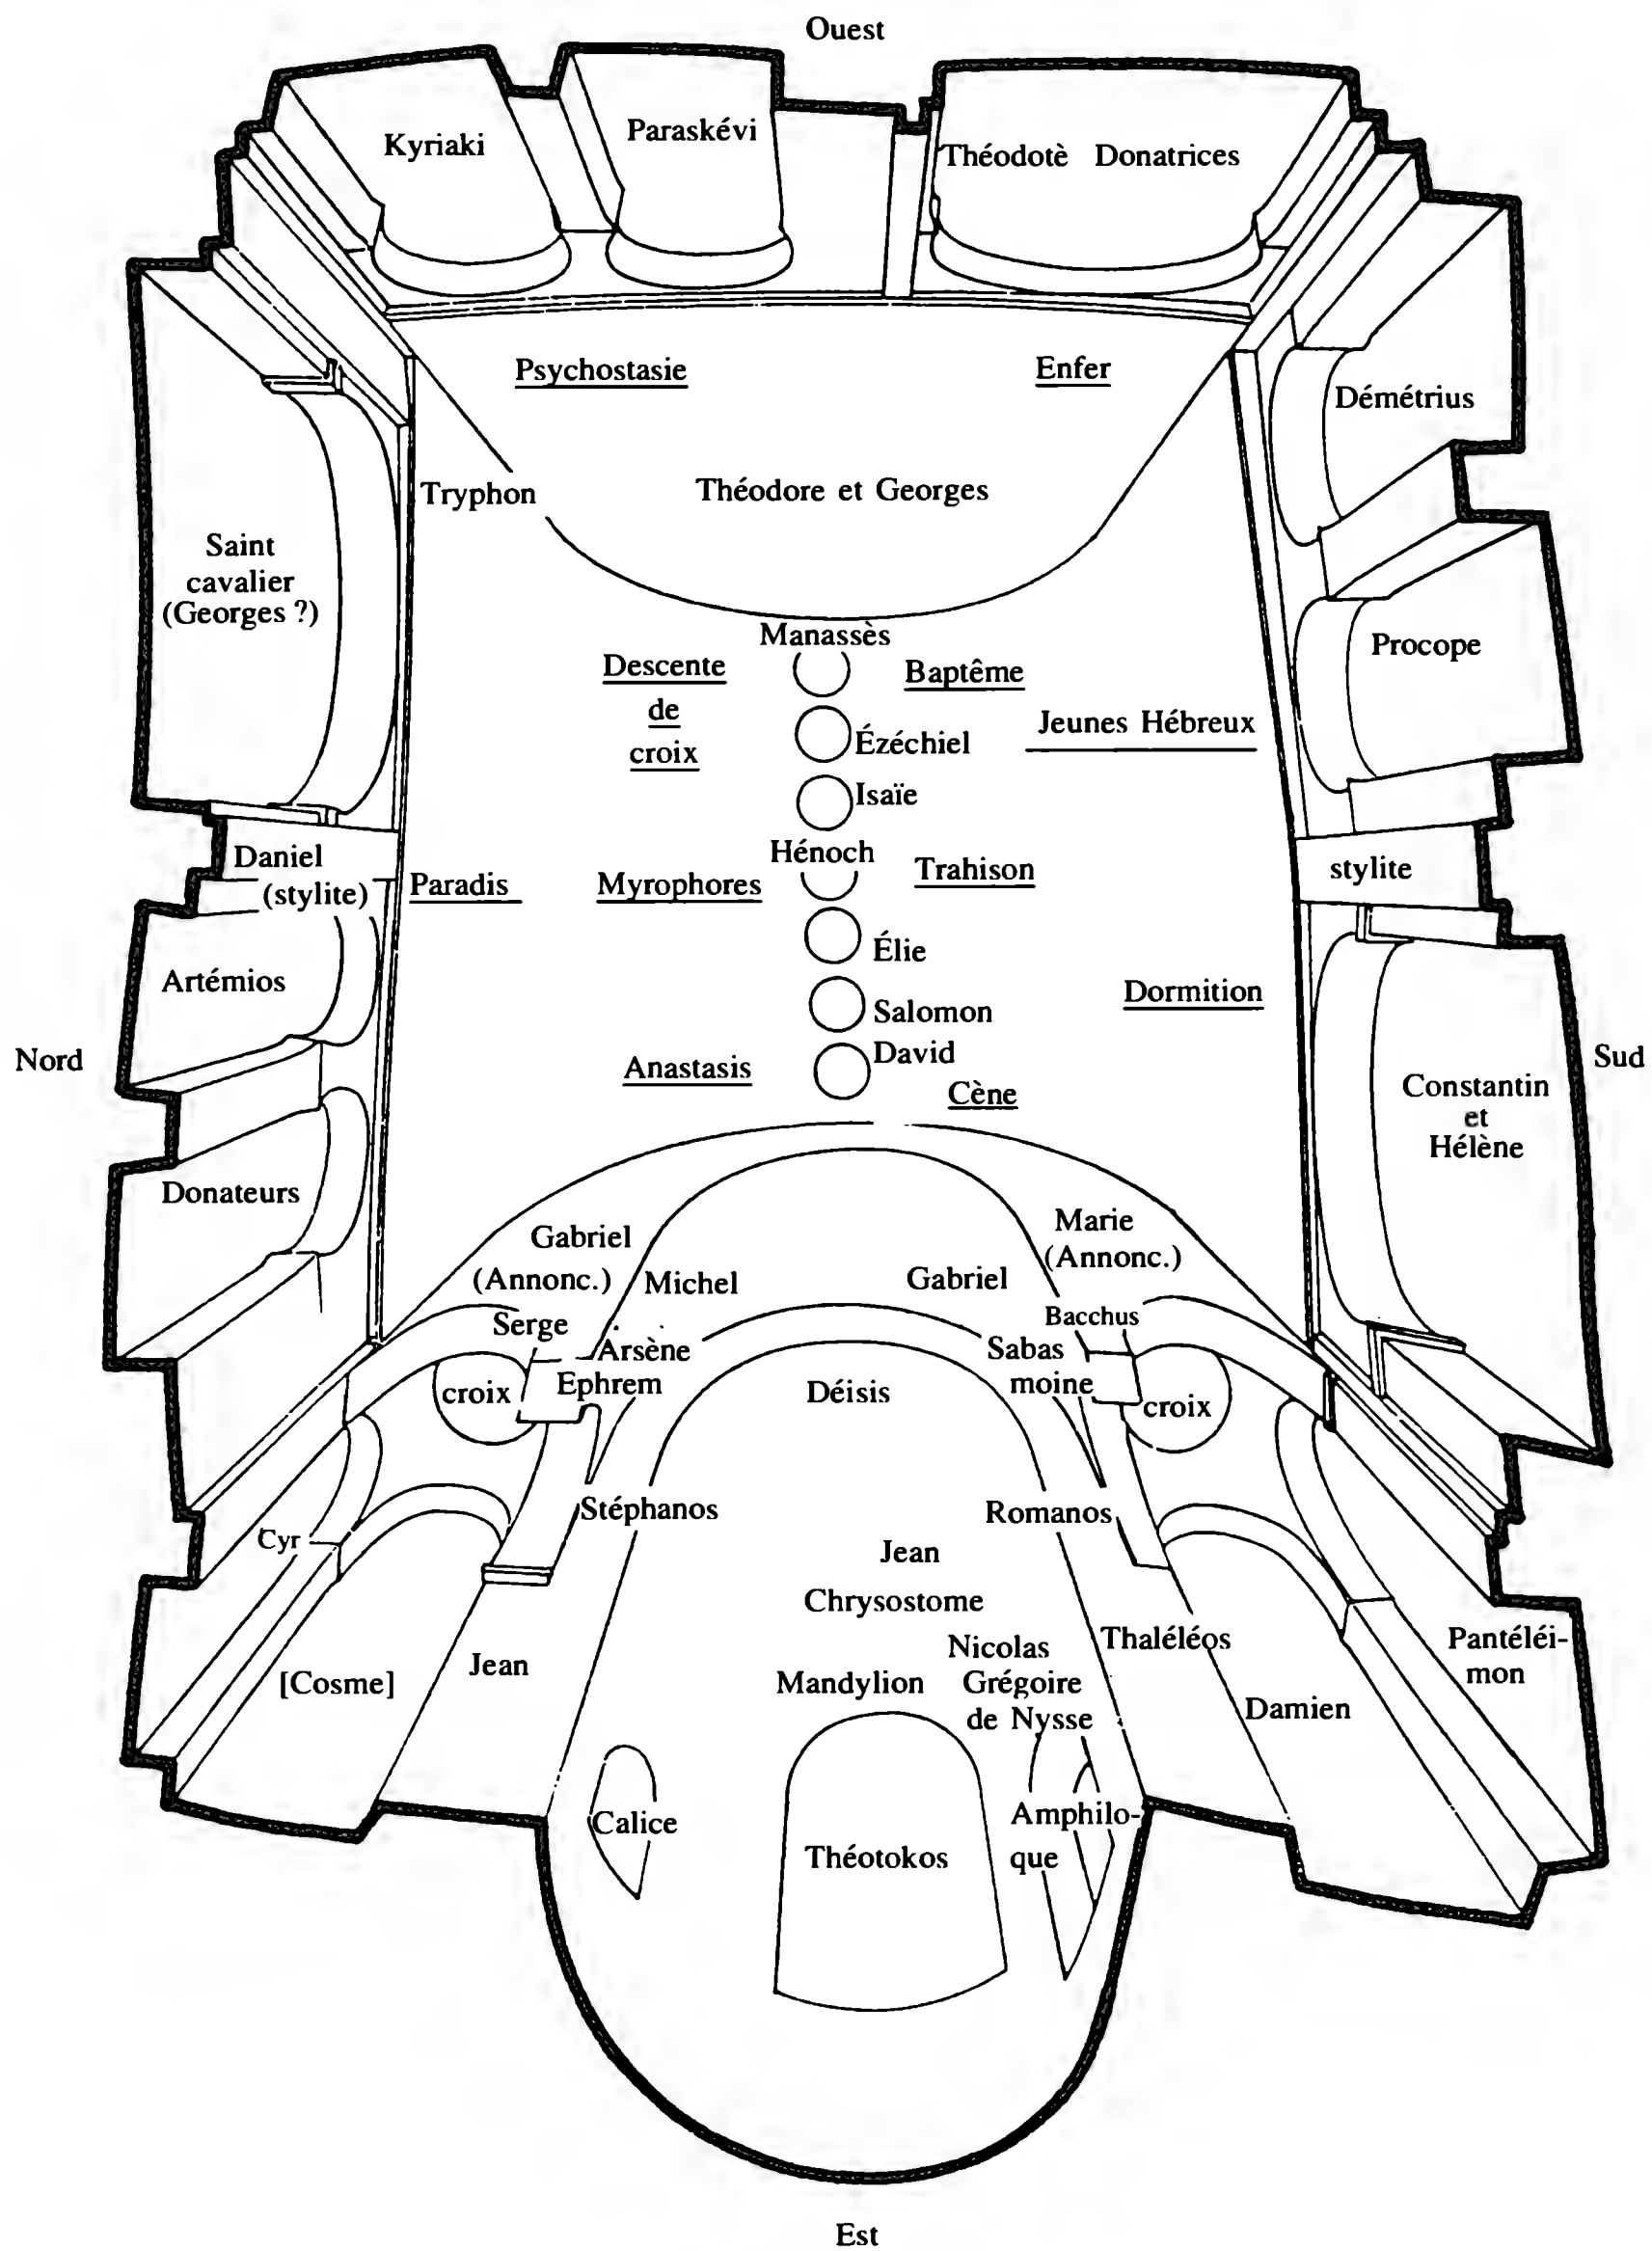 Ouest
Kyriaki
Paraskévi
Théodotè Donatrices
Psychostasie
Enfer
Démétrius
Tryphon
Théodore et Georges
Saint
cavalier
(Georges ?)
Manassès
Descente
de
croix
Baptême
Procope
Jeunes Hébreux
Ézéchiel
Isaïe
Hénoch
Daniel
(stylite)
Paradis
Myrophores
Trahison
stylite
Élie
Artémios
Salomon
Dormition
David
Nord
Anastasis
Cène
Sud
Constantin
et
Hélène
Donateurs
Gabriel
(Annonc.)
Michel
Gabriel
Marie
(Annonc.)
Serge
Bacchus
Arsène
Sabas
croix
Ephrem
Déisis
moine
croix
Stéphanos
Romanos
Cyr
Jean
Chrysostome
Nicolas
Thaléléos
Pantéléi-
mon
[Cosme]
Jean
Mandylion
Grégoire
de Nysse
Damien
Calice
Théotokos
Amphilo-
que
Est